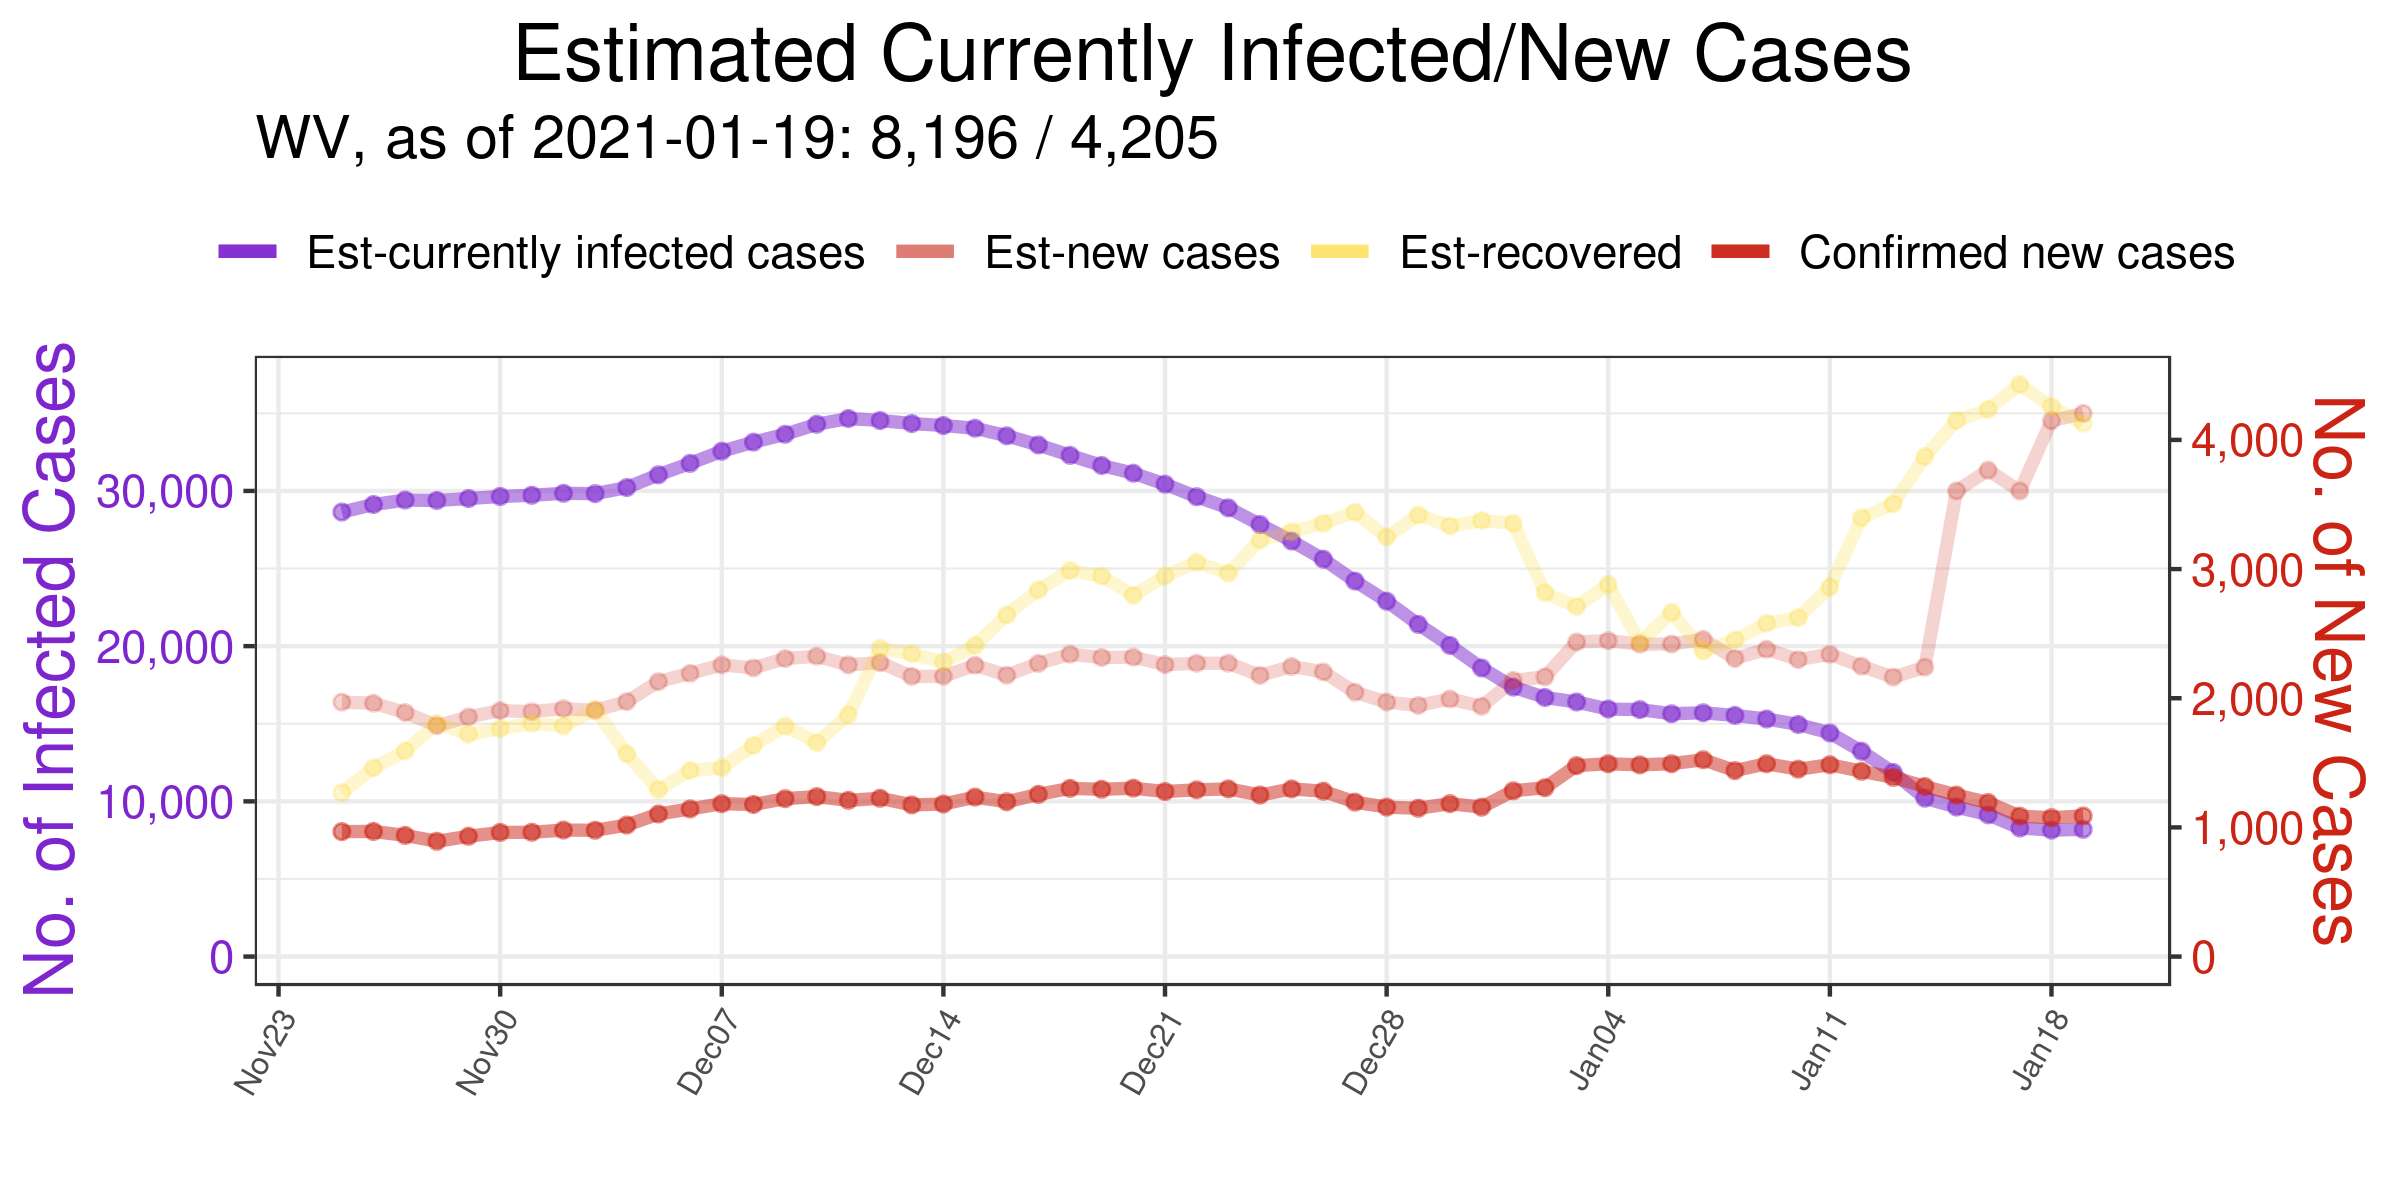 Estimated Currently Infected/New Cases
WV, as of 2021-01-19: 8,196 / 4,205
Est-currently infected cases Est-new cases Est-recovered Confirmed new cases
No. of Infected Cases
30,000
20,000
10,000
0
4,000
3,000
2,000
1,000
0
No. of New Cases
Nov23 Nov30 Dec07 Dec14 Dec21 Dec28 Jan04 Jan11 Jan18